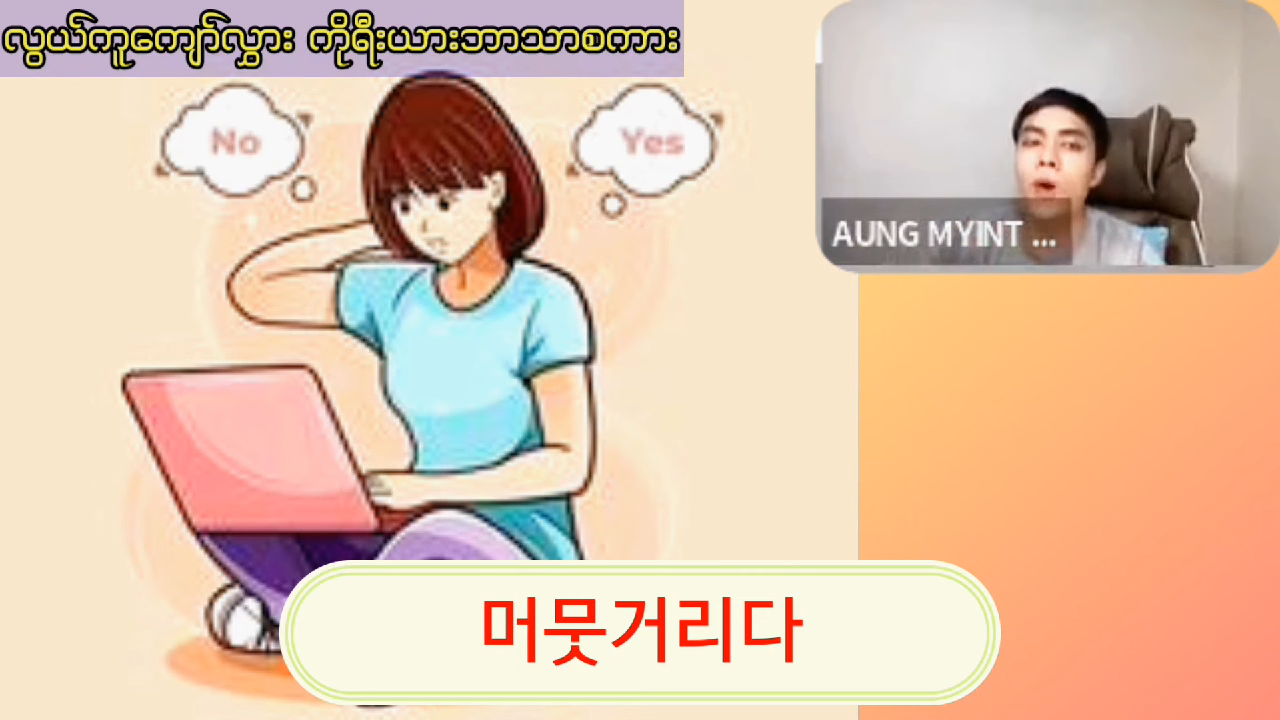 လွယ်ကူကျော်လွှား ကိုရီးယားဘာသာစကား
No
Yes
AUNG MYINT ...
머뭇거리다